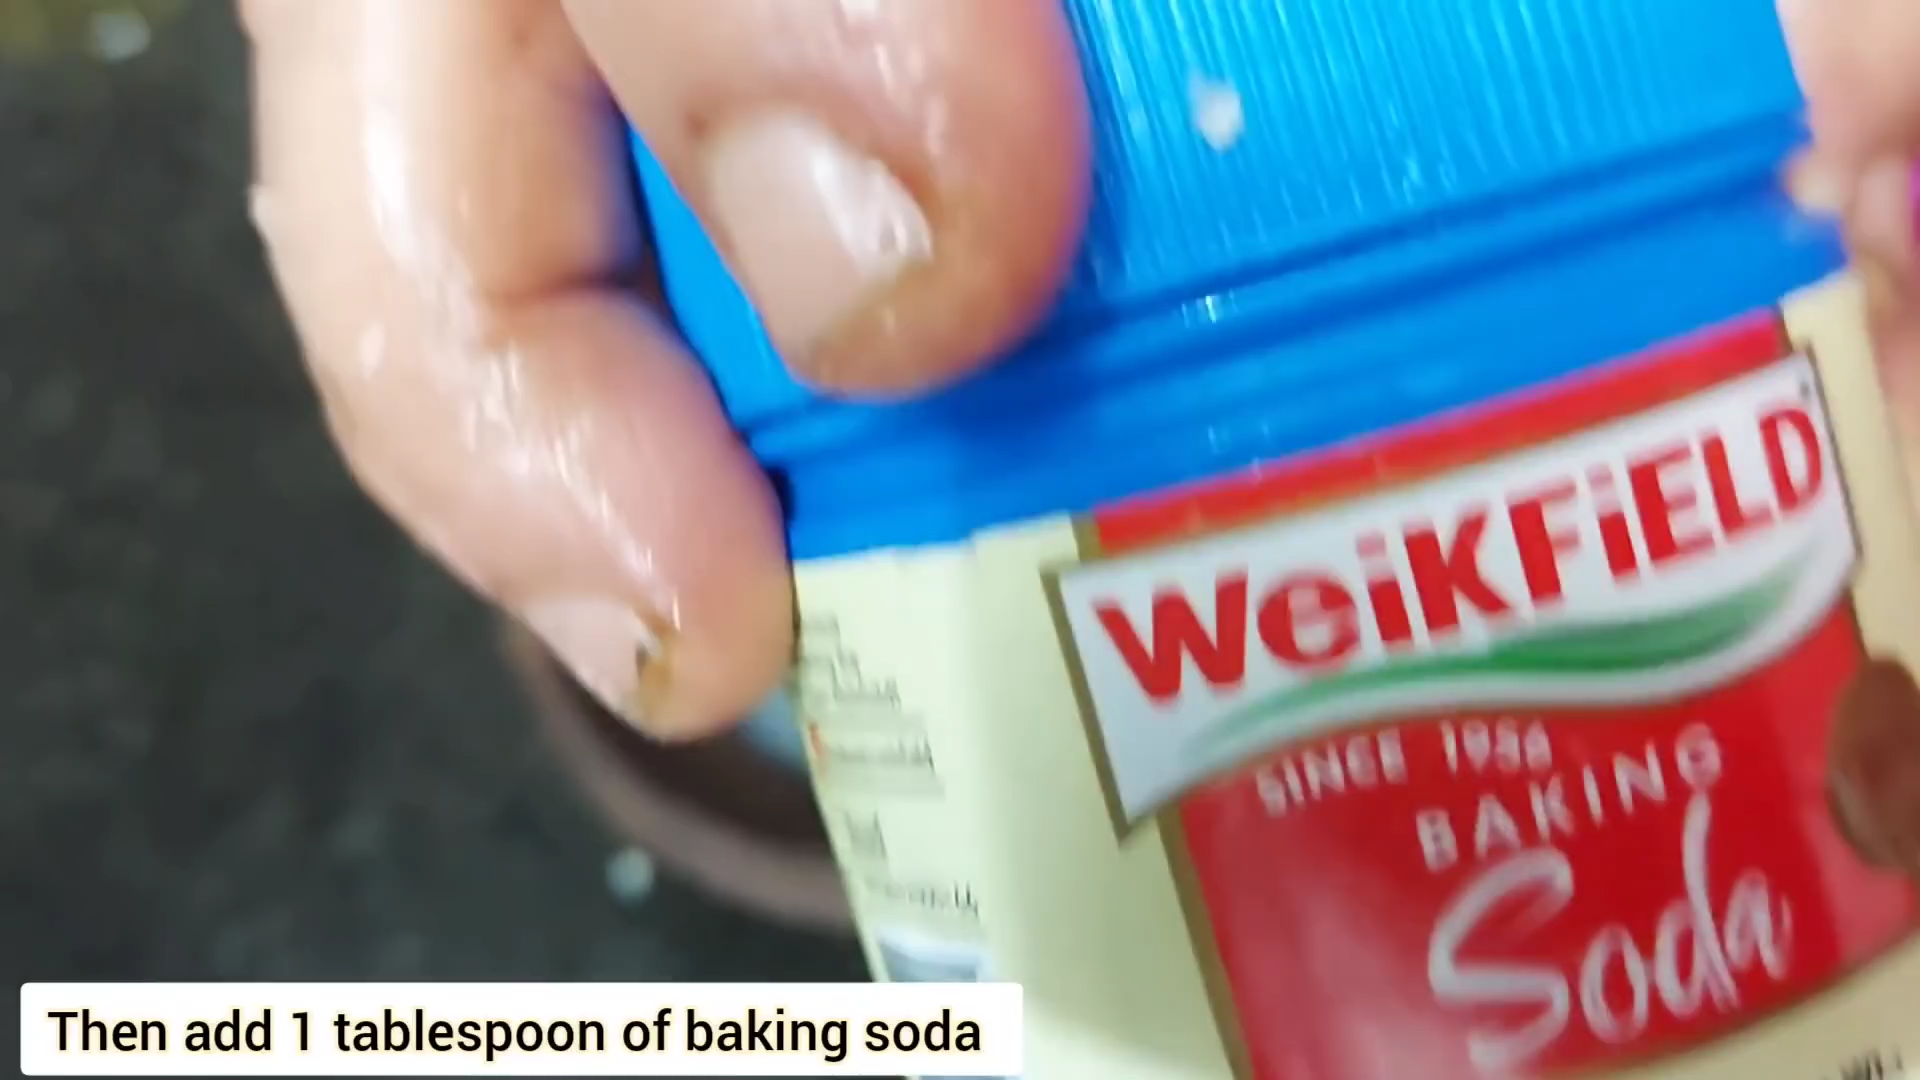 WeiKFiELD
SINCE 1956
BAKING
Soda
Then add 1 tablespoon of baking soda